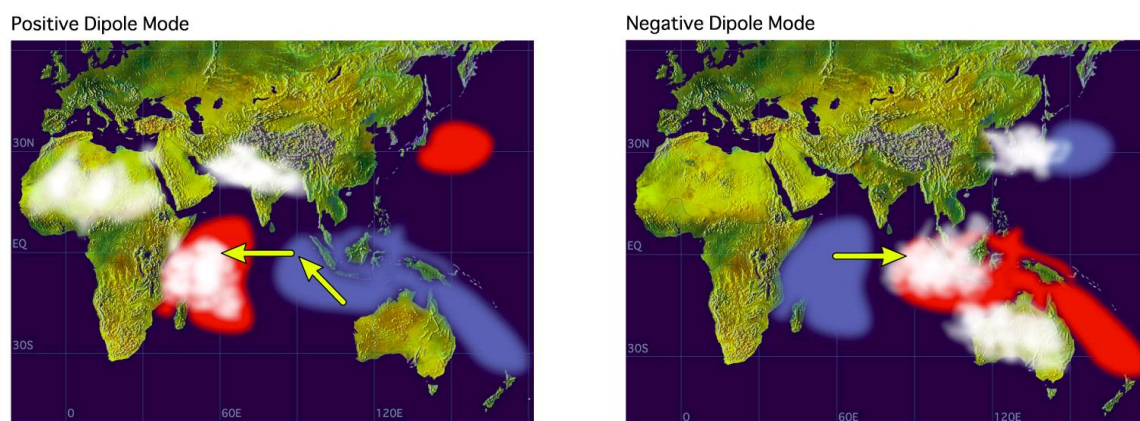 Positive Dipole Mode
30N
EQ
30S
0
60E
120E
Negative Dipole Mode
30N
EQ
30S
0
60E
120E